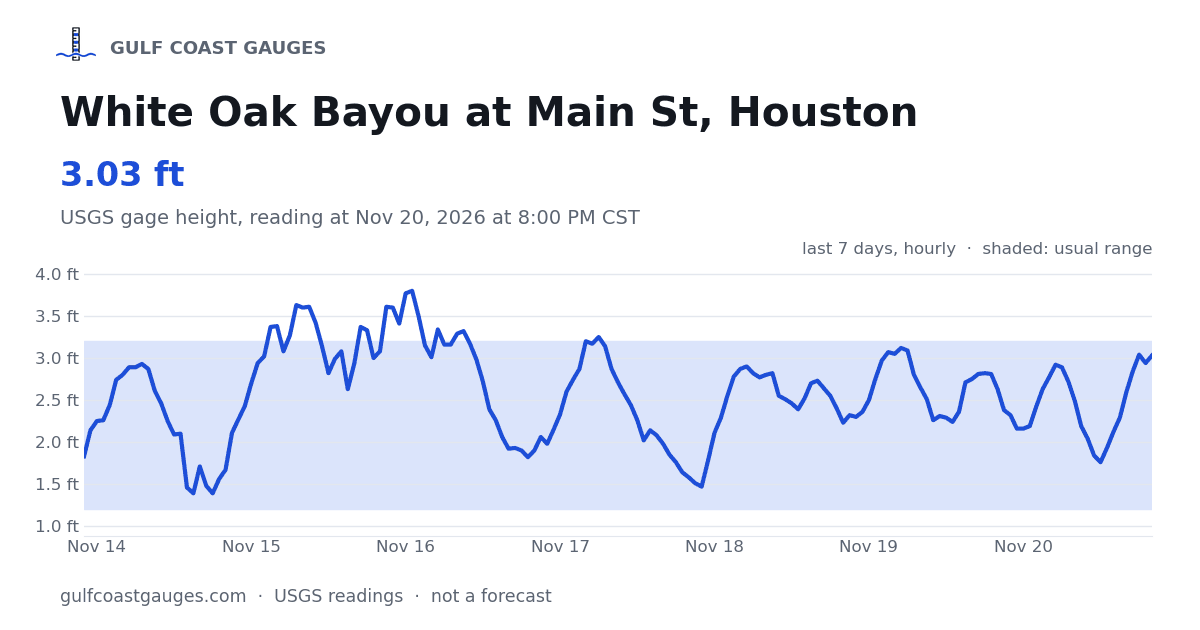 GULF COAST GAUGES
White Oak Bayou at Main St, Houston
3.03 ft
USGS gage height, reading at Nov 20, 2026 at 8:00 PM CST
last 7 days, hourly · shaded: usual range
4.0 ft
3.5 ft
3.0 ft
2.5 ft
2.0 ft
1.5 ft
1.0 ft
Nov 14 Nov 15 Nov 16 Nov 17 Nov 18 Nov 19 Nov 20
gulfcoastgauges.com · USGS readings · not a forecast